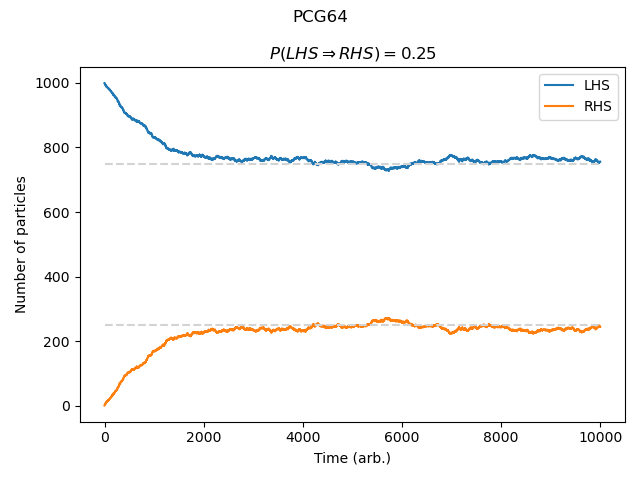 PCG64
P(LHS ⇒ RHS) = 0.25
Number of particles
1000
800
600
400
200
0
LHS
RHS
0 2000 4000 6000 8000 10000
Time (arb.)